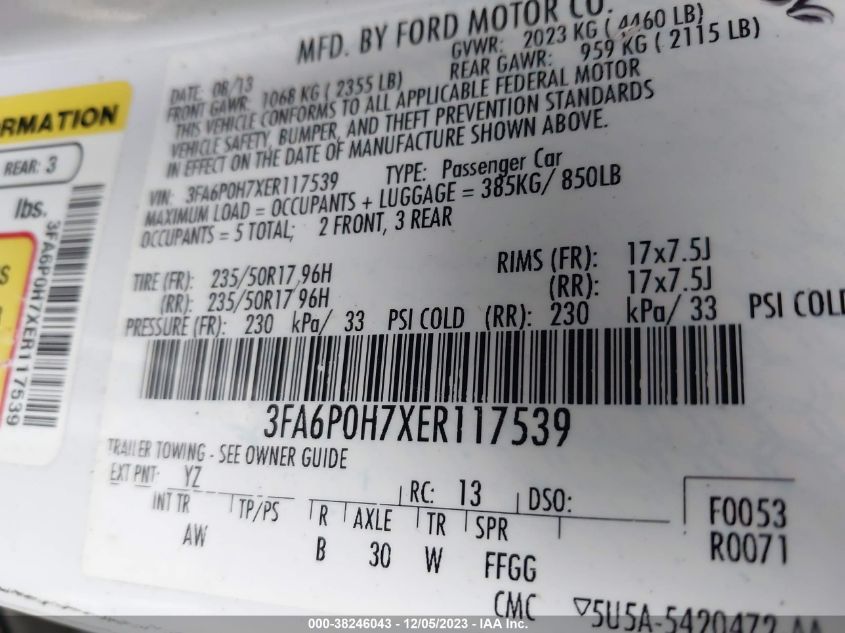 MFD. BY FORD MOTOR CO.
DATE: 08/13
GVWR: 2023 KG ( 4460 LB)
FRONT GAWR: 1068 KG ( 2355 LB)
REAR GAWR: 959 KG ( 2115 LB)
THIS VEHICLE CONFORMS TO ALL APPLICABLE FEDERAL MOTOR
VEHICLE SAFETY, BUMPER, AND THEFT PREVENTION STANDARDS
IN EFFECT ON THE DATE OF MANUFACTURE SHOWN ABOVE.
VIN: 3FA6P0H7XER117539 TYPE: Passenger Car
MAXIMUM LOAD = OCCUPANTS + LUGGAGE = 385KG/ 850LB
OCCUPANTS = 5 TOTAL; 2 FRONT, 3 REAR
TIRE (FR): 235/50R17 96H RIMS (FR): 17x7.5J
(RR): 235/50R17 96H (RR): 17x7.5J
PRESSURE (FR): 230 kPa/ 33 PSI COLD (RR): 230 kPa/ 33 PSI COLD
3FA6P0H7XER117539
TRAILER TOWING - SEE OWNER GUIDE
EXT PNT: YZ RC: 13 DSO:
INT TR TP/PS R AXLE TR SPR
AW B 30 W FFGG
F0053
R0071
CMC ▽5U5A-5420472
RMATION
REAR: 3
lbs.
3FA6P0H7XER117539
000-38246043 - 12/05/2023 - IAAI, Inc.